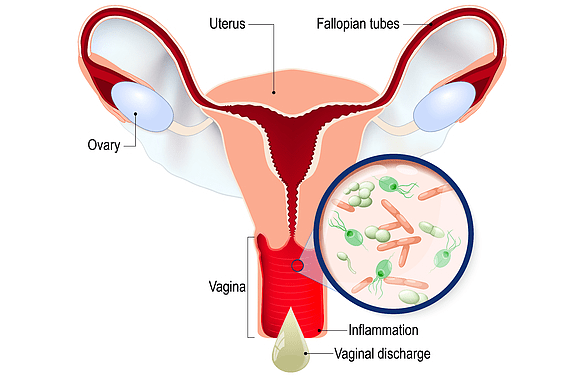 Uterus
Fallopian tubes
Ovary
Vagina
Inflammation
Vaginal discharge